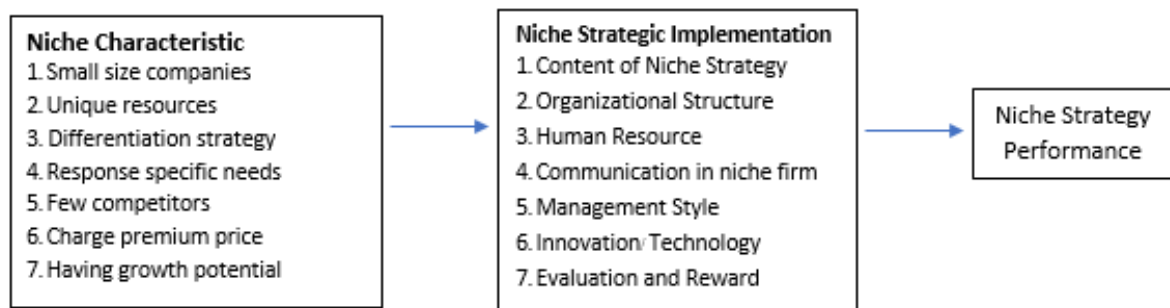 Niche Characteristic
1. Small size companies
2. Unique resources
3. Differentiation strategy
4. Response specific needs
5. Few competitors
6. Charge premium price
7. Having growth potential
Niche Strategic Implementation
1. Content of Niche Strategy
2. Organizational Structure
3. Human Resource
4. Communication in niche firm
5. Management Style
6. Innovation/ Technology
7. Evaluation and Reward
Niche Strategy
Performance